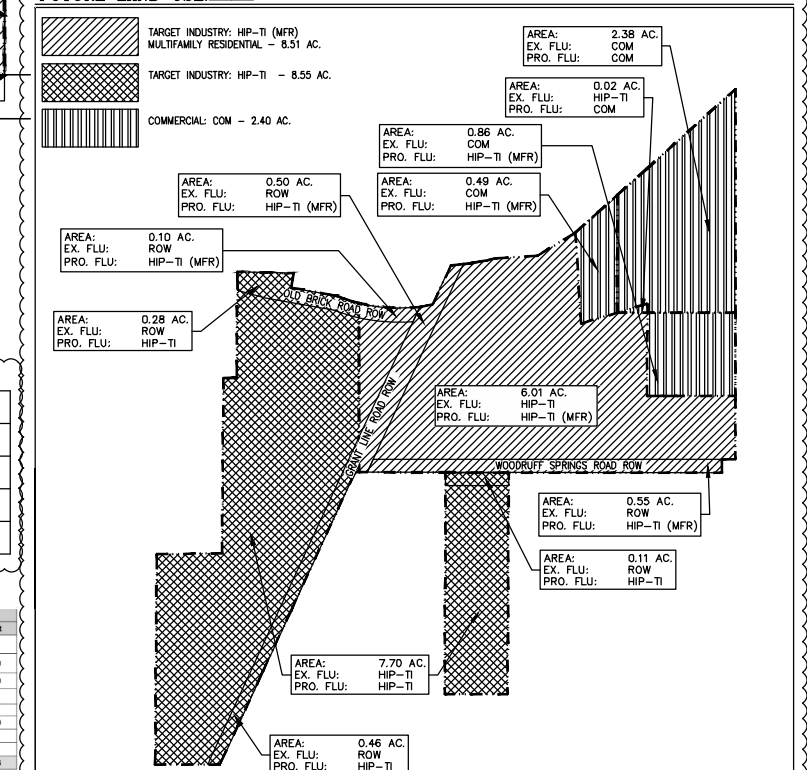 TARGET INDUSTRY: HIP-TI (MFR)
MULTIFAMILY RESIDENTIAL - 8.51 AC.
TARGET INDUSTRY: HIP-TI - 8.55 AC.
COMMERCIAL: COM - 2.40 AC.
AREA: 2.38 AC.
EX. FLU: COM
PRO. FLU: COM
AREA: 0.02 AC.
EX. FLU: HIP-TI
PRO. FLU: COM
AREA: 0.86 AC.
EX. FLU: COM
PRO. FLU: HIP-TI (MFR)
AREA: 0.49 AC.
EX. FLU: COM
PRO. FLU: HIP-TI (MFR)
AREA: 0.50 AC.
EX. FLU: ROW
PRO. FLU: HIP-TI (MFR)
AREA: 0.10 AC.
EX. FLU: ROW
PRO. FLU: HIP-TI (MFR)
AREA: 0.28 AC.
EX. FLU: ROW
PRO. FLU: HIP-TI
OLD BRICK ROAD ROW
GRANT LINE ROAD ROW
AREA: 6.01 AC.
EX. FLU: HIP-TI
PRO. FLU: HIP-TI (MFR)
WOODRUFF SPRINGS ROAD ROW
AREA: 0.55 AC.
EX. FLU: ROW
PRO. FLU: HIP-TI (MFR)
AREA: 0.11 AC.
EX. FLU: ROW
PRO. FLU: HIP-TI
AREA: 7.70 AC.
EX. FLU: HIP-TI
PRO. FLU: HIP-TI
AREA: 0.46 AC.
EX. FLU: ROW
PRO. FLU: HIP-TI